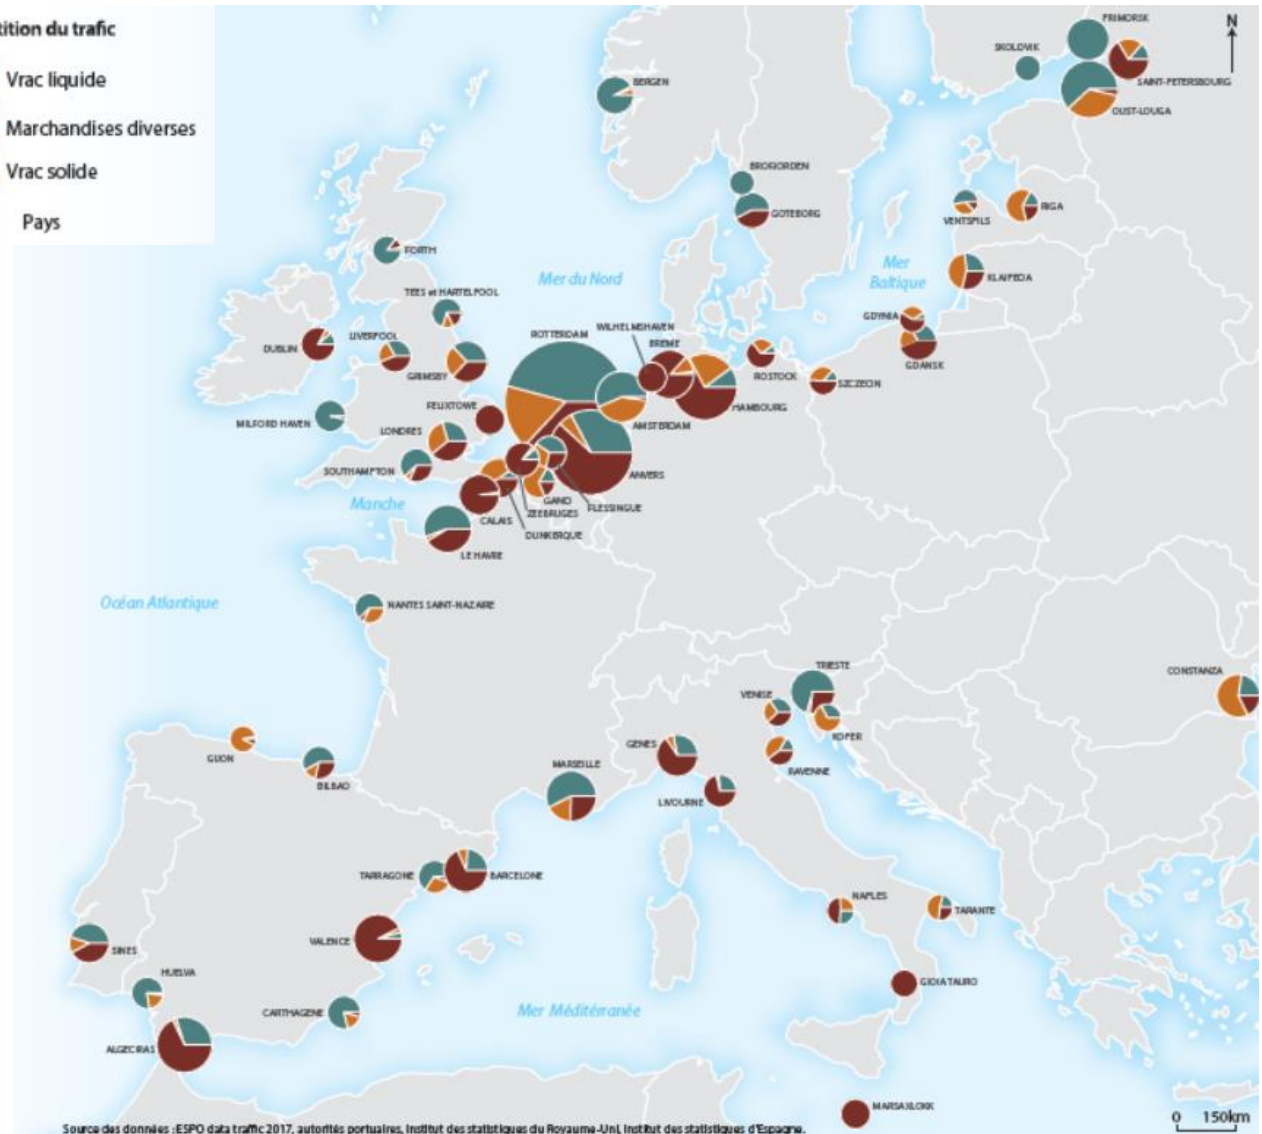 tition du trafic
Vrac liquide
Marchandises diverses
Vrac solide
Pays
N
PRIMORSK
SKOLDVIK
SAINT-PETERSBOURG
OUST-LOUGA
BERGEN
BROFJORDEN
GOTEBORG
VENTSPILS
RIGA
FORTH
Mer du Nord
Mer
Baltique
KLAIPEDA
TEES et HARTELPOOL
GDYNIA
WILHELMSHAVEN
ROTTERDAM
LIVERPOOL
BREME
DUBLIN
GDANSK
GRIMSBY
ROSTOCK
SZCZECIN
FELIXTOWE
HAMBOURG
MILFORD HAVEN
AMSTERDAM
LONDRES
SOUTHAMPTON
ANVERS
Manche
GAND
FLESSINGUE
ZEEBRUGES
CALAIS
DUNKERQUE
LE HAVRE
Océan Atlantique
NANTES SAINT-NAZAIRE
TRIESTE
CONSTANZA
VENISE
KOPER
GENES
GIJON
MARSEILLE
RAVENNE
BILBAO
LIVOURNE
TARRAGONE
BARCELONE
NAPLES
TARANTE
VALENCE
SINES
HUELVA
GIOIA TAURO
CARTHAGENE
Mer Méditérranée
ALGECIRAS
MARSAXLOKK
0 150km
Source des données : ESPO data traffic 2017, autorités portuaires, Institut des statistiques du Royaume-Uni, Institut des statistiques d'Espagne.